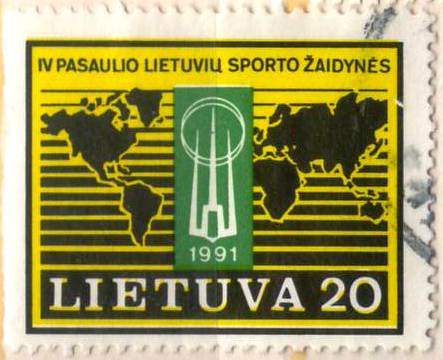 IV PASAULIO LIETUVIŲ SPORTO ŽAIDYNĖS
1991
LIETUVA 20